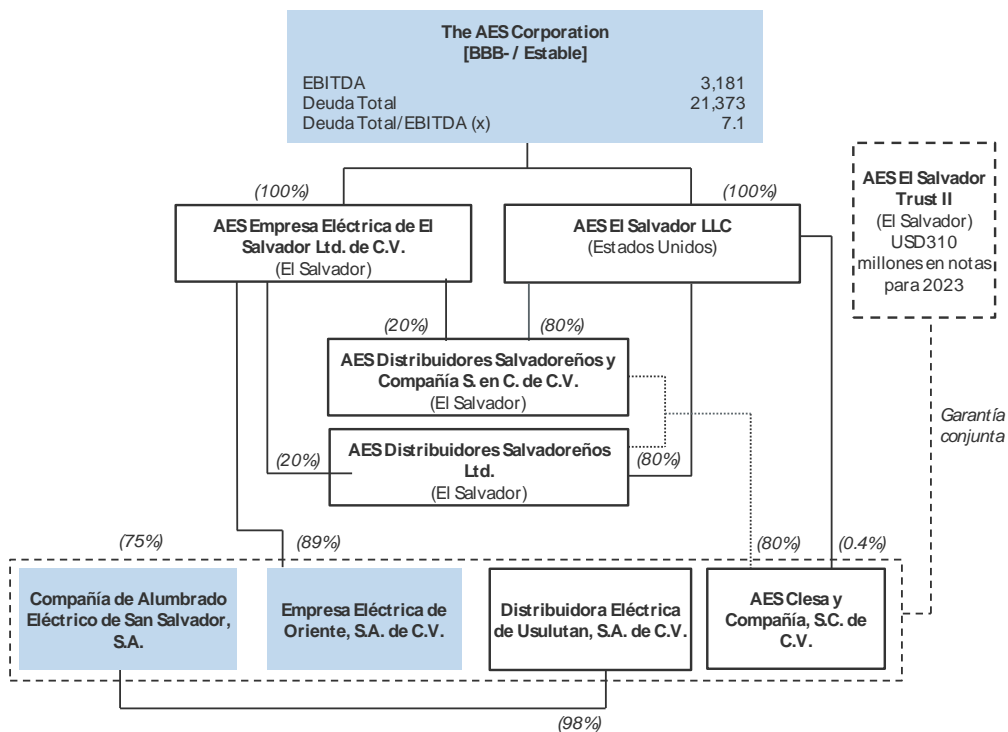 The AES Corporation
[BBB- / Estable]
EBITDA 3,181
Deuda Total 21,373
Deuda Total/EBITDA (x) 7.1
AES El Salvador
Trust II
(El Salvador)
USD310
millones en notas
para 2023
(100%)
(100%)
AES Empresa Eléctrica de El
Salvador Ltd. de C.V.
(El Salvador)
AES El Salvador LLC
(Estados Unidos)
(20%)
(80%)
AES Distribuidores Salvadoreños y
Compañía S. en C. de C.V.
(El Salvador)
Garantía
conjunta
(20%)
AES Distribuidores Salvadoreños
Ltd.
(El Salvador)
(80%)
(75%)
(89%)
(80%)
(0.4%)
Compañía de Alumbrado
Eléctrico de San Salvador,
S.A.
Empresa Eléctrica de
Oriente, S.A. de C.V.
Distribuidora Eléctrica
de Usulutan, S.A. de C.V.
AES Clesa y
Compañía, S.C. de
C.V.
(98%)